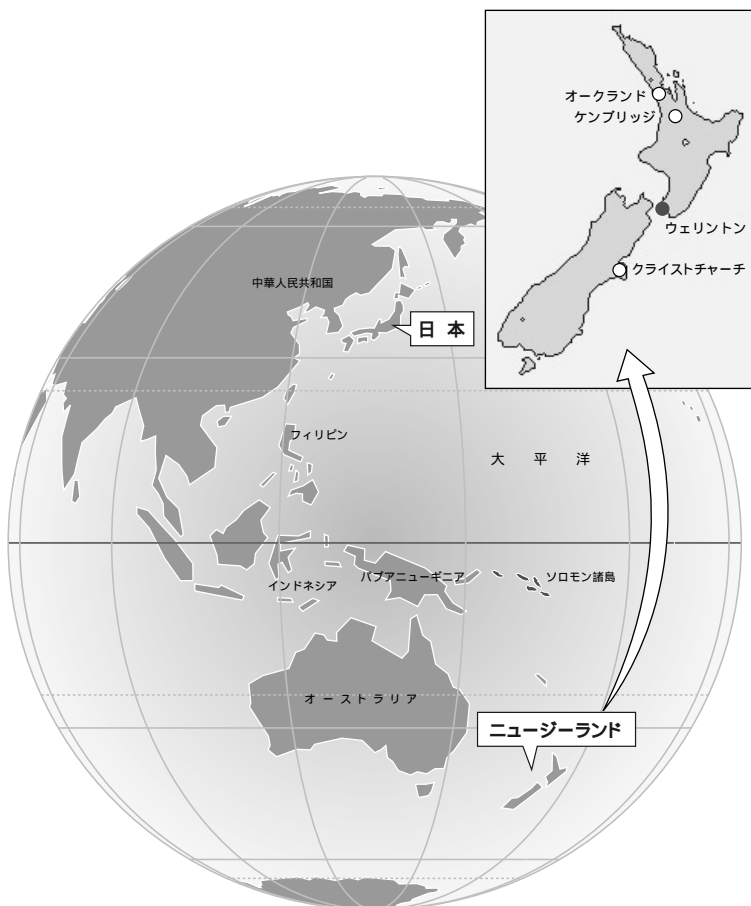 オークランド
ケンブリッジ
ウェリントン
クライストチャーチ
中華人民共和国
日本
フィリピン
大平洋
インドネシア
パプアニューギニア
ソロモン諸島
オーストラリア
ニュージーランド